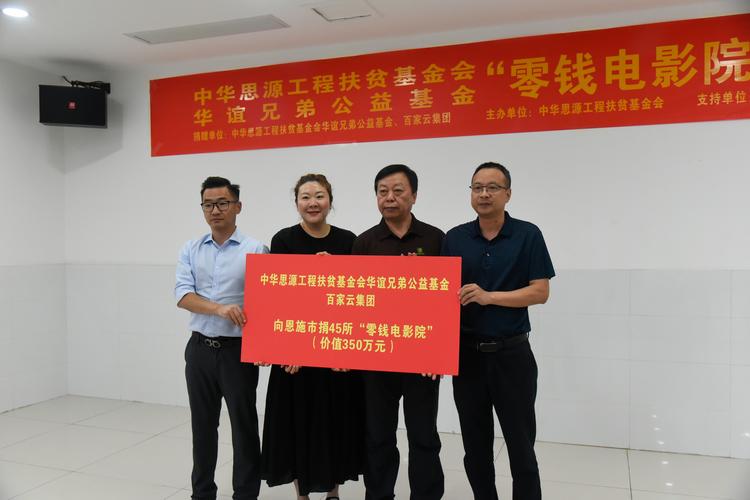 中华思源工程扶贫基金会
华谊兄弟公益基金
“零钱电影院
捐赠单位：中华思源工程扶贫基金会华谊兄弟公益基金、百家云集团
主办单位：中华思源工程扶贫基金会
支持单位
中华思源工程扶贫基金会华谊兄弟公益基金
百家云集团
向恩施市捐45所“零钱电影院”
（价值350万元）